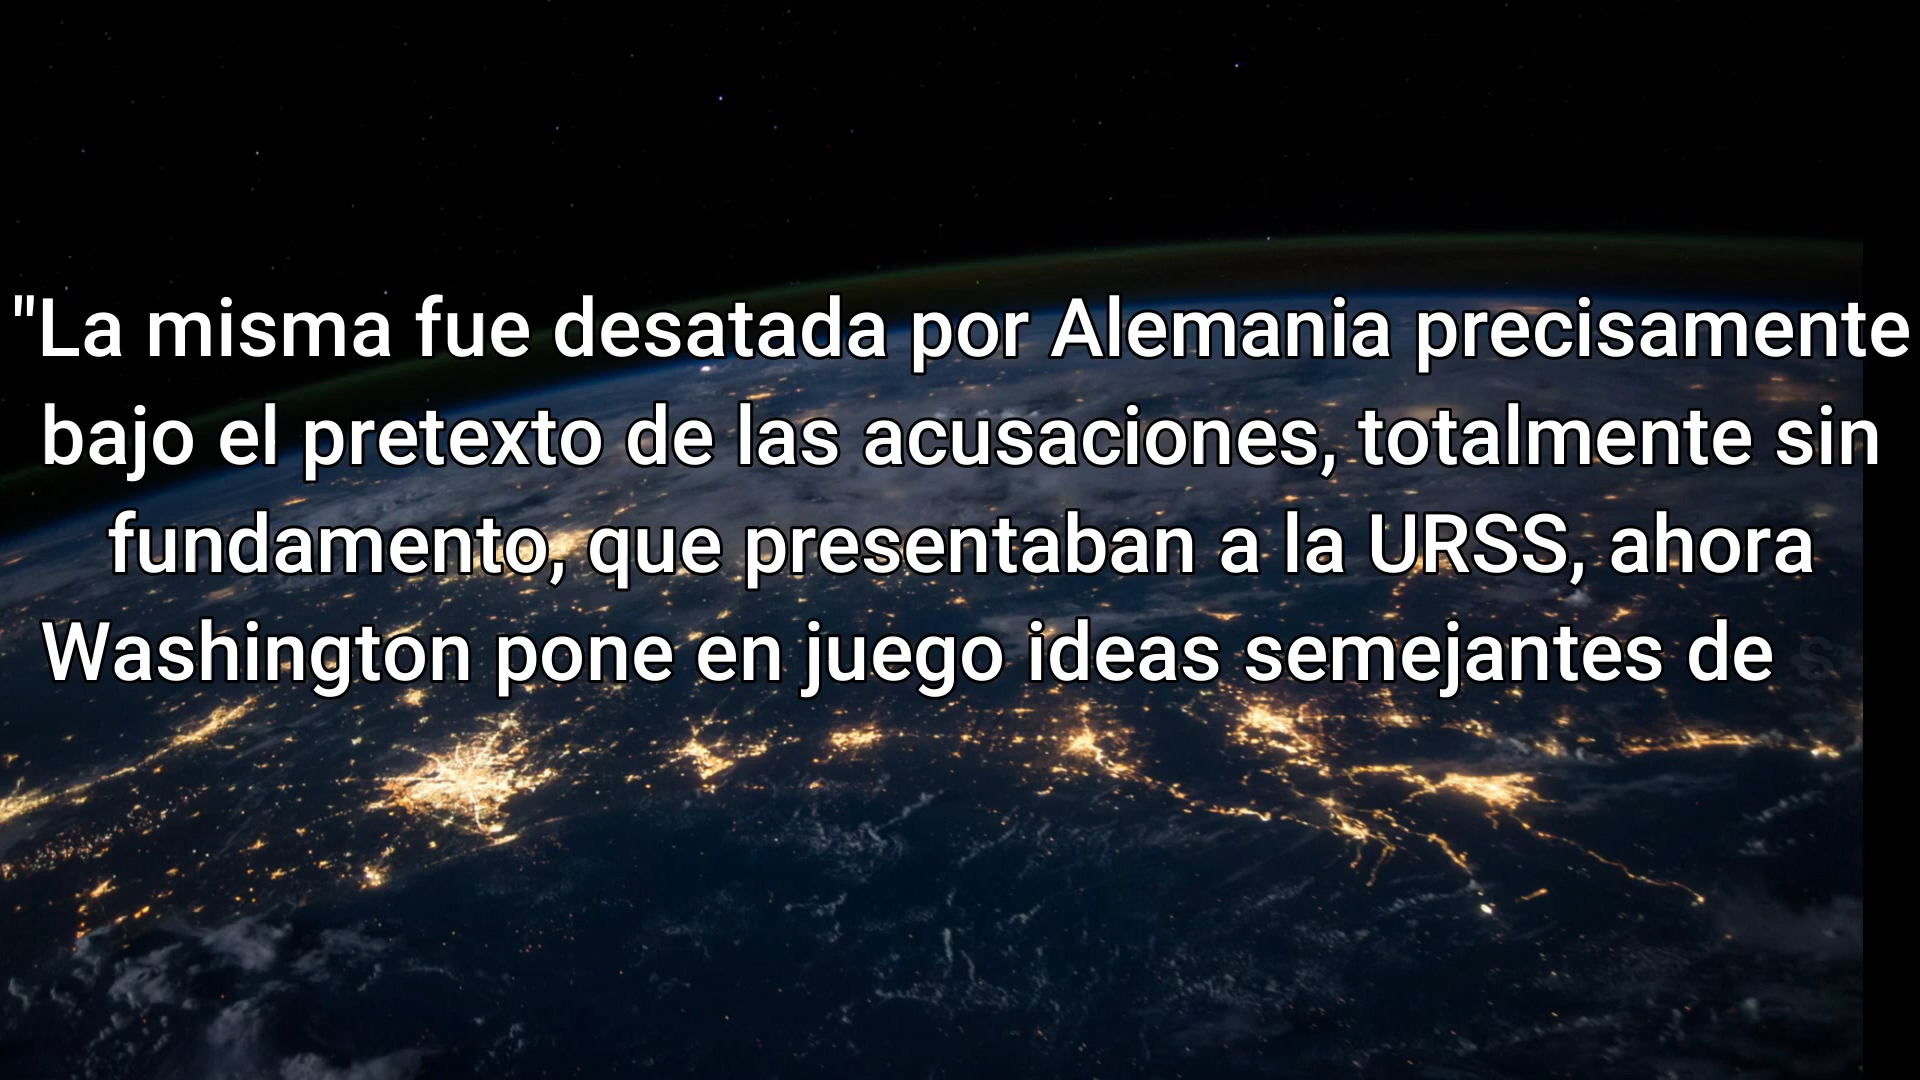 "La misma fue desatada por Alemania precisamente
bajo el pretexto de las acusaciones, totalmente sin
fundamento, que presentaban a la URSS, ahora
Washington pone en juego ideas semejantes de